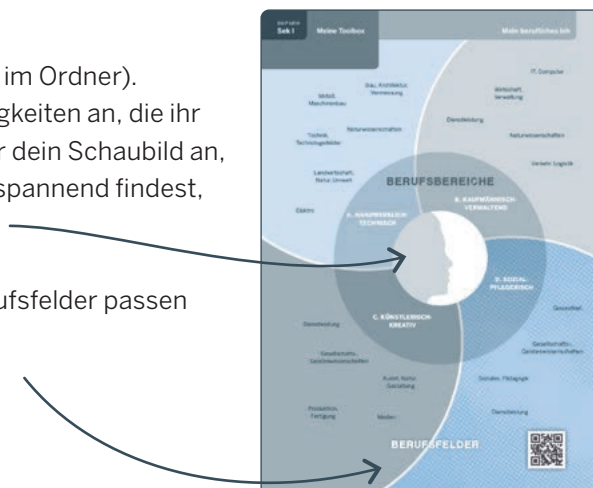 im Ordner).
gkeiten an, die ihr
r dein Schaubild an,
spannend findest,
ufsfelder passen
Sek I
Meine Toolbox
Mein berufliches Ich
Metall,
Maschinenbau
Bau, Architektur,
Vermessung
Technik,
Technologiefelder
Naturwissenschaften
Landwirtschaft,
Natur, Umwelt
Elektro
IT, Computer
Wirtschaft,
Verwaltung
Dienstleistung
Naturwissenschaften
Verkehr, Logistik
BERUFSBEREICHE
A. HANDWERKLICH-
TECHNISCH
B. KAUFMÄNNISCH-
VERWALTEND
C. KÜNSTLERISCH-
KREATIV
D. SOZIAL-
PFLEGERISCH
Dienstleistung
Gesellschafts-,
Geisteswissenschaften
Kunst, Kultur,
Gestaltung
Produktion,
Fertigung
Medien
Gesundheit
Gesellschafts-,
Geisteswissenschaften
Soziales, Pädagogik
Dienstleistung
BERUFSFELDER